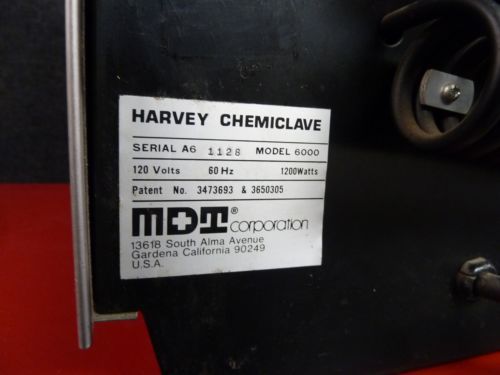 HARVEY CHEMICLAVE
SERIAL A6 1128 MODEL 6000
120 Volts 60 Hz 1200Watts
Patent No. 3473693 & 3650305
MDT® corporation
13618 South Alma Avenue
Gardena California 90249
U.S.A.